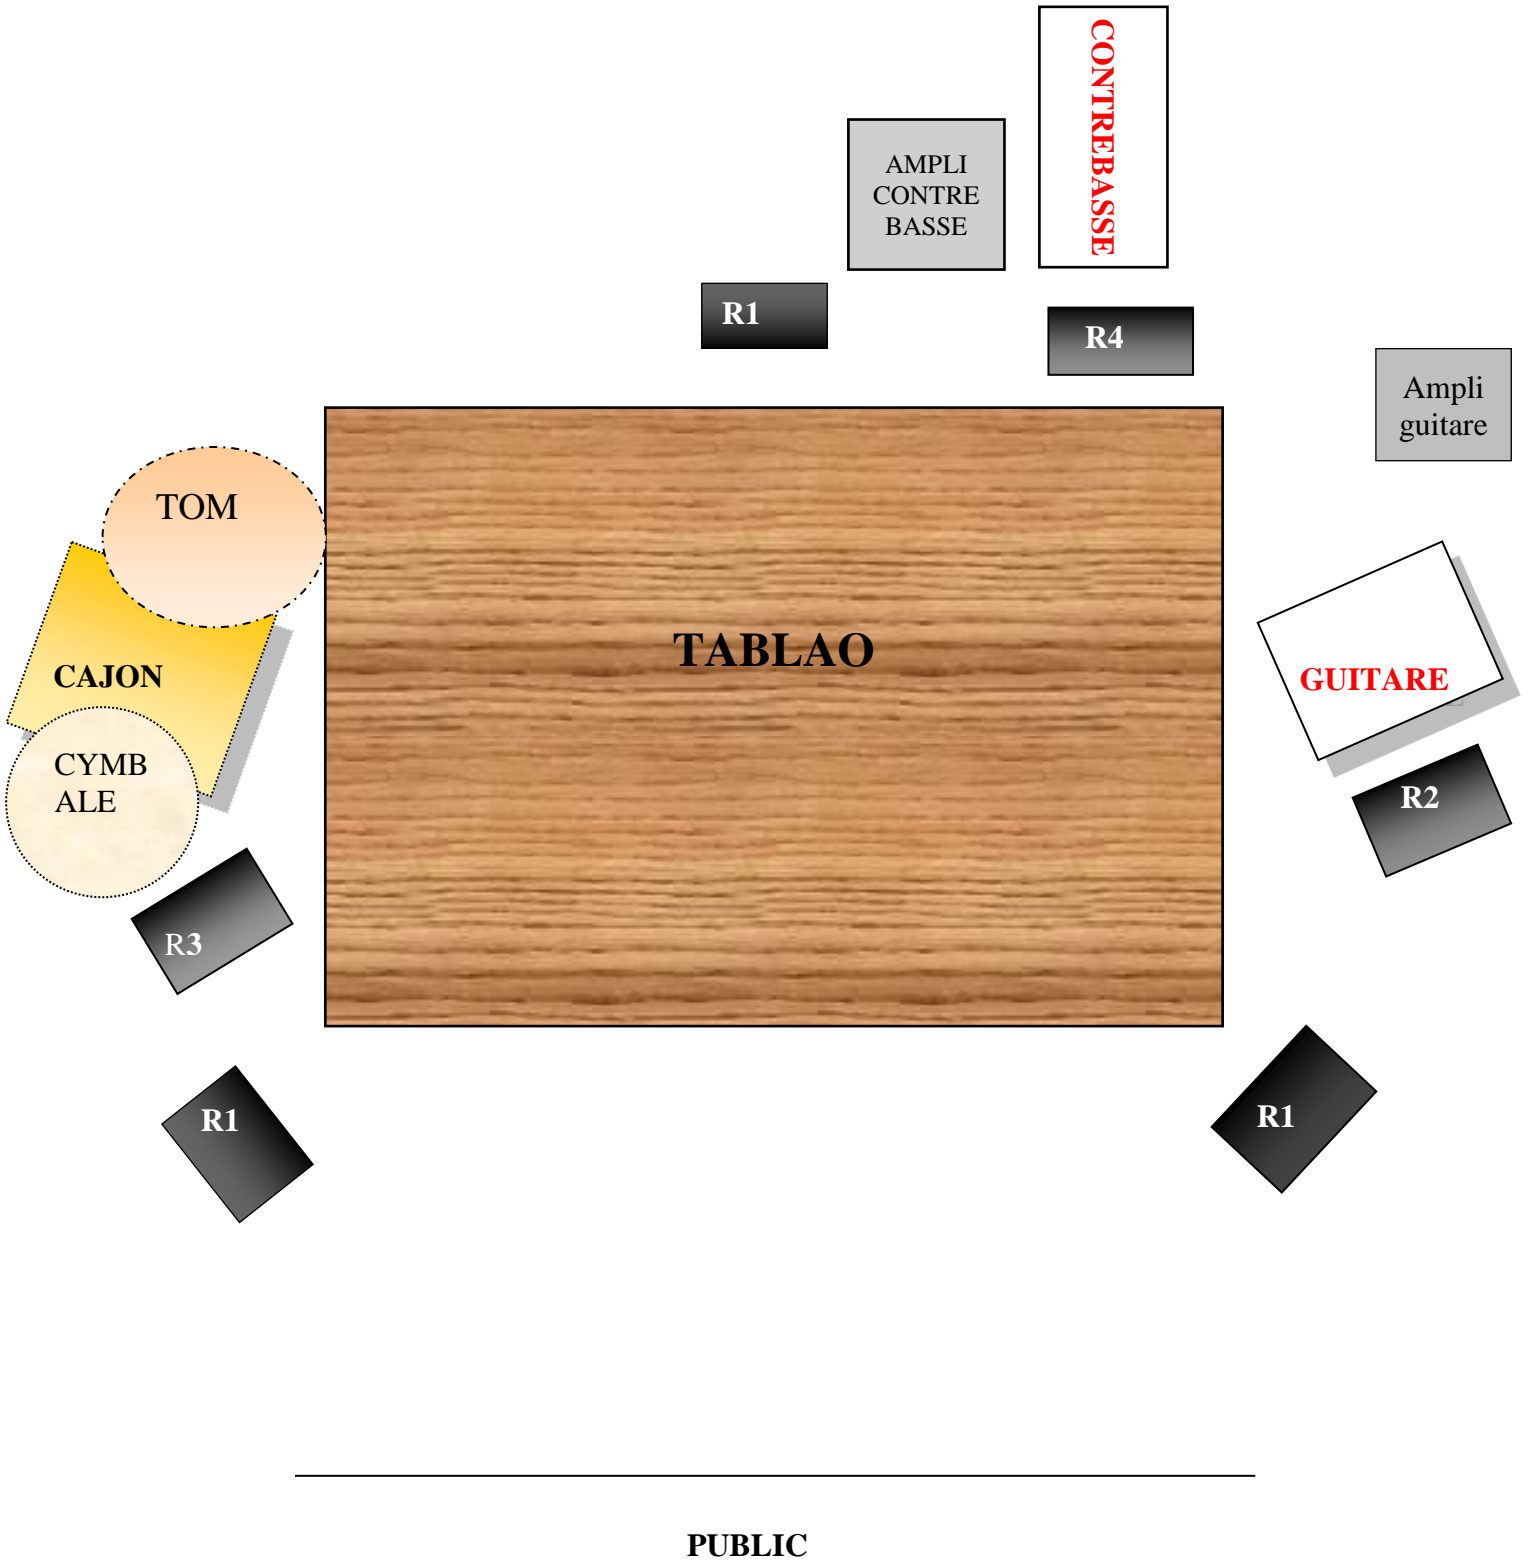 CONTREBASSE
AMPLI
CONTRE
BASSE
R1
R4
Ampli
guitare
TOM
TABLAO
CAJON
GUITARE
CYMB
ALE
R2
R3
R1
R1
PUBLIC